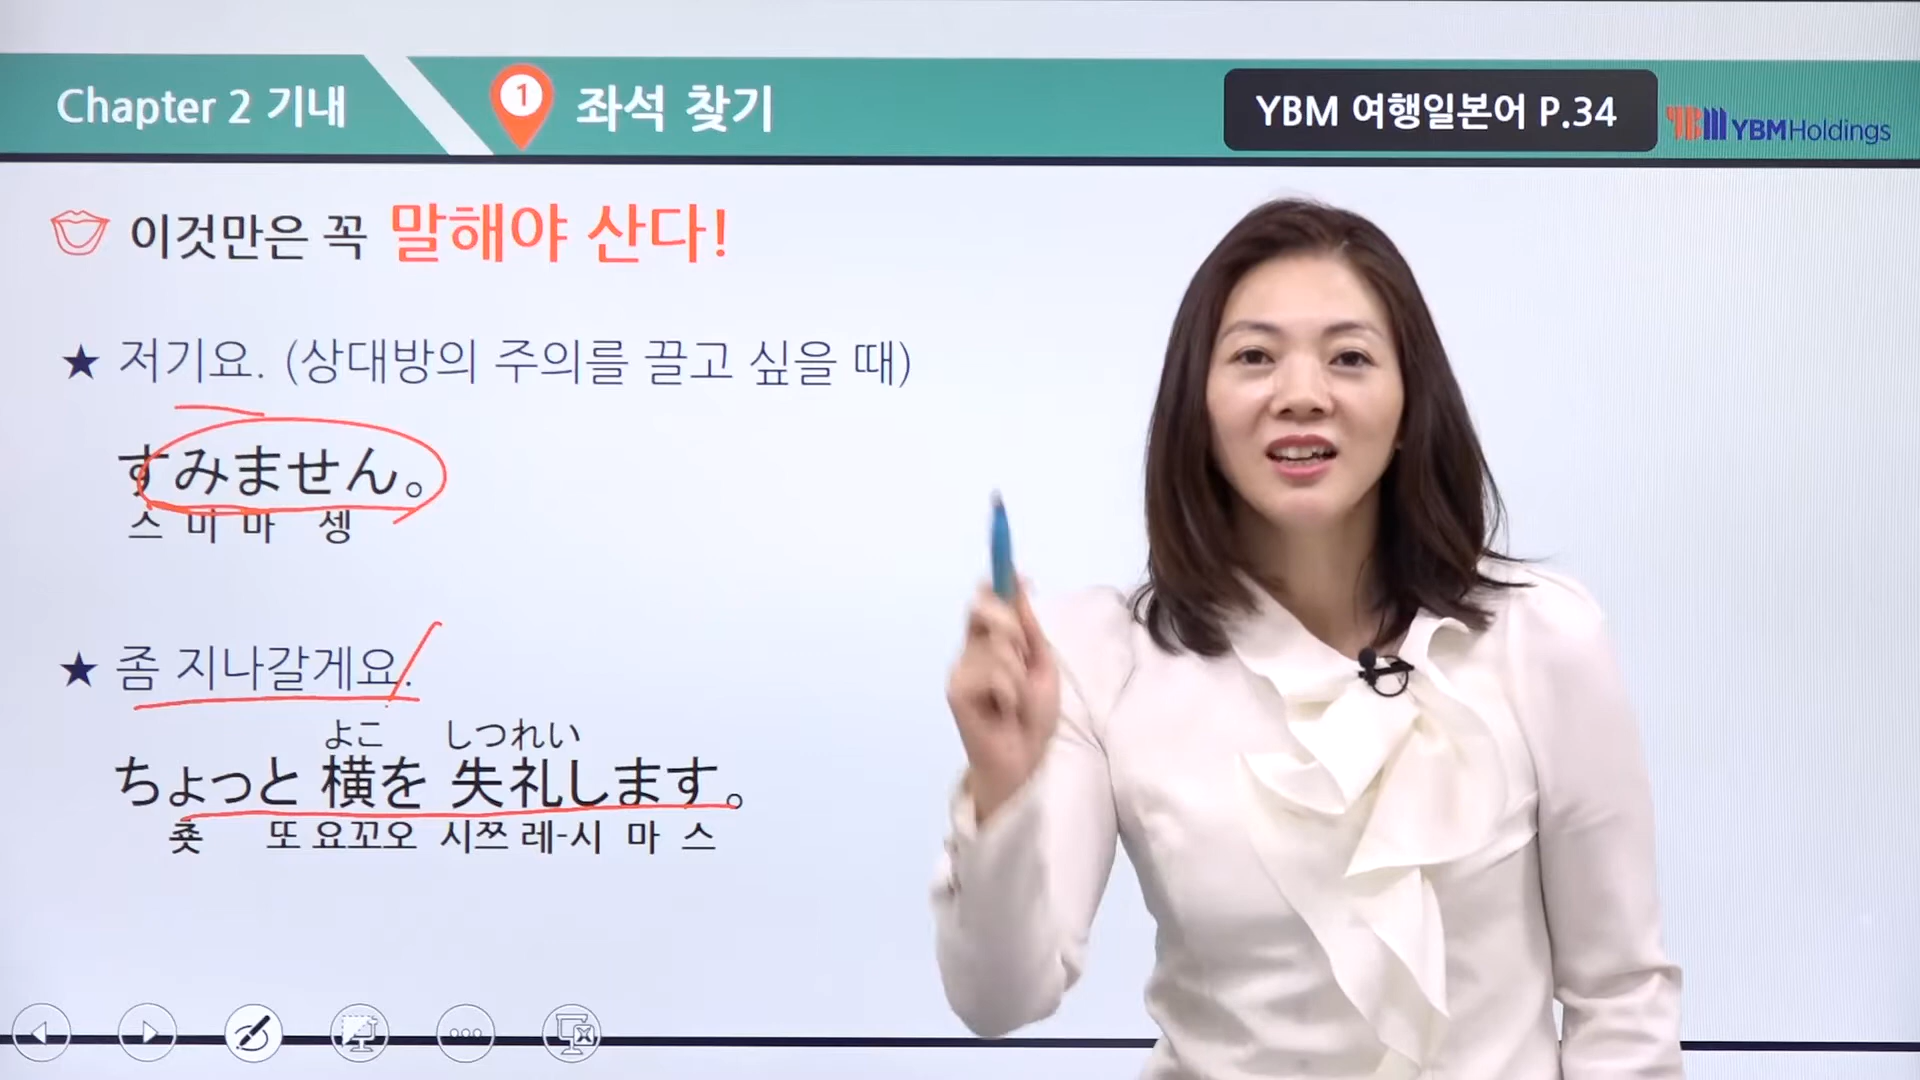 Chapter 2 기내
1
좌석 찾기
YBM 여행일본어 P.34
YBM YBMHoldings
이것만은 꼭 말해야 산다!
★ 저기요. (상대방의 주의를 끌고 싶을 때)
すみません。
스 미 마 셍
★ 좀 지나갈게요.
よこ しつれい
ちょっと 横を 失礼します。
춋 또 요꼬오 시쯔 레-시 마 스